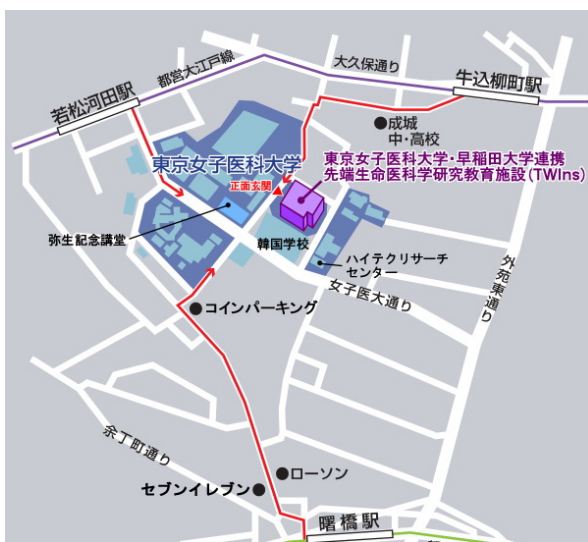 都営大江戸線
大久保通り
若松河田駅
牛込柳町駅
成城
中・高校
東京女子医科大学
東京女子医科大学・早稲田大学連携
先端生命医科学研究教育施設(TWIns)
正面玄関
弥生記念講堂
韓国学校
ハイテクリサーチ
センター
外苑東通り
女子医大通り
コインパーキング
余丁町通り
ローソン
セブンイレブン
曙橋駅